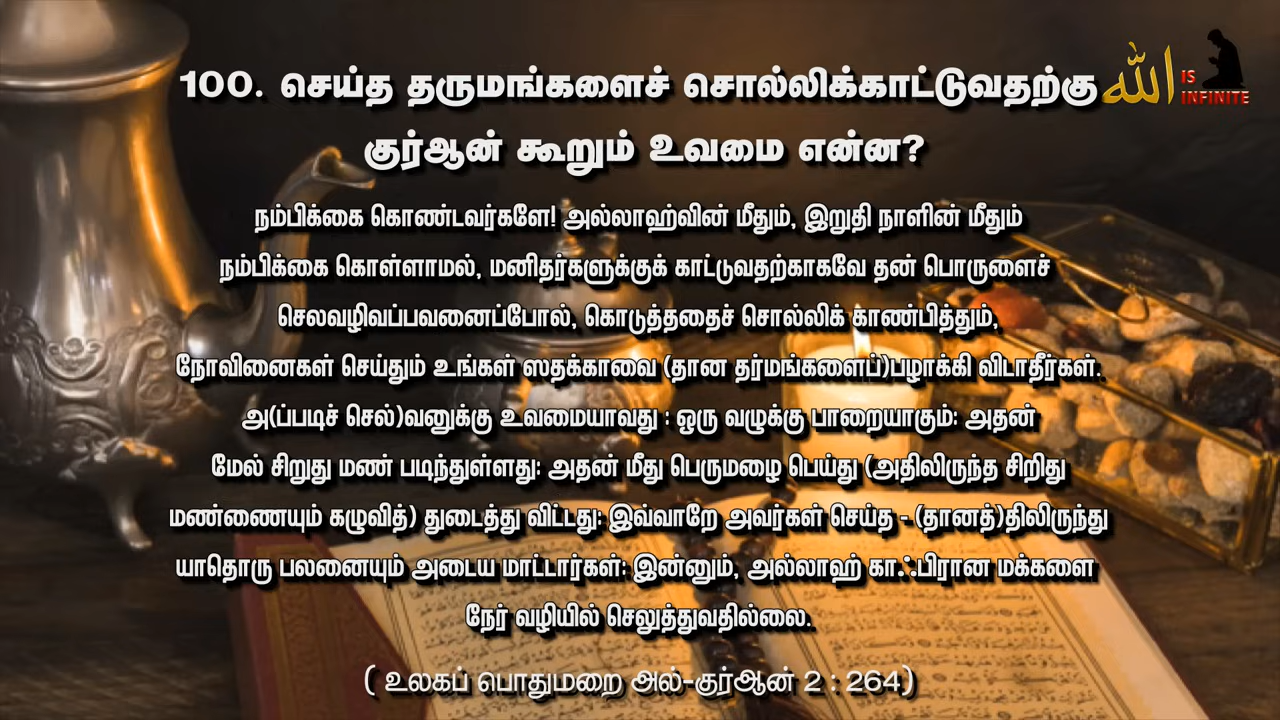 100. செய்த தருமங்களைச் சொல்லிக்காட்டுவதற்கு
குர்ஆன் கூறும் உவமை என்ன?
الله
IS
INFINITE
நம்பிக்கை கொண்டவர்களே! அல்லாஹ்வின் மீதும், இறுதி நாளின் மீதும்
நம்பிக்கை கொள்ளாமல், மனிதர்களுக்குக் காட்டுவதற்காகவே தன் பொருளைச்
செலவழிவப்பவனைப்போல், கொடுத்ததைச் சொல்லிக் காண்பித்தும்,
நோவினைகள் செய்தும் உங்கள் ஸதக்காவை (தான தர்மங்களைப்)பழாக்கி விடாதீர்கள்.
அ(ப்படிச் செல்)வனுக்கு உவமையாவது : ஒரு வழுக்கு பாறையாகும்: அதன்
மேல் சிறுது மண் படிந்துள்ளது: அதன் மீது பெருமழை பெய்து (அதிலிருந்த சிறிது
மண்ணையும் கழுவித்) துடைத்து விட்டது: இவ்வாறே அவர்கள் செய்த - (தானத்)திலிருந்து
யாதொரு பலனையும் அடைய மாட்டார்கள்: இன்னும், அல்லாஹ் காஃபிரான மக்களை
நேர் வழியில் செலுத்துவதில்லை.
( உலகப் பொதுமறை அல்-குர்ஆன் 2 : 264)